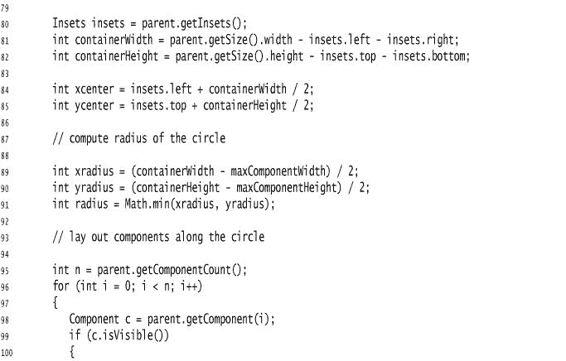 79
80 Insets insets = parent.getInsets();
81 int containerWidth = parent.getSize().width - insets.left - insets.right;
82 int containerHeight = parent.getSize().height - insets.top - insets.bottom;
83
84 int xcenter = insets.left + containerWidth / 2;
85 int ycenter = insets.top + containerHeight / 2;
86
87 // compute radius of the circle
88
89 int xradius = (containerWidth - maxComponentWidth) / 2;
90 int yradius = (containerHeight - maxComponentHeight) / 2;
91 int radius = Math.min(xradius, yradius);
92
93 // lay out components along the circle
94
95 int n = parent.getComponentCount();
96 for (int i = 0; i < n; i++)
97 {
98 Component c = parent.getComponent(i);
99 if (c.isVisible())
100 {